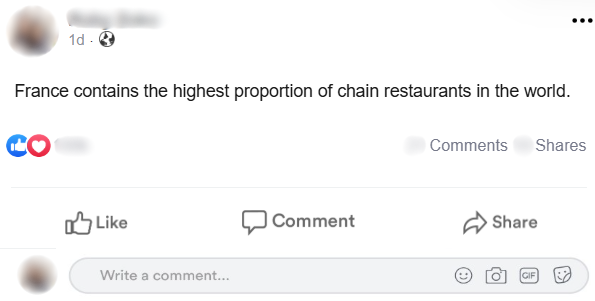 1d ·
France contains the highest proportion of chain restaurants in the world.
Comments Shares
Like Comment Share
Write a comment... GIF